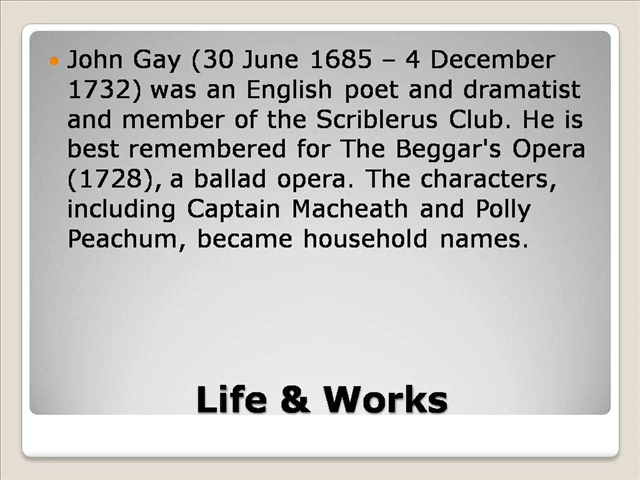 John Gay (30 June 1685 – 4 December
1732) was an English poet and dramatist
and member of the Scriblerus Club. He is
best remembered for The Beggar's Opera
(1728), a ballad opera. The characters,
including Captain Macheath and Polly
Peachum, became household names.
Life & Works